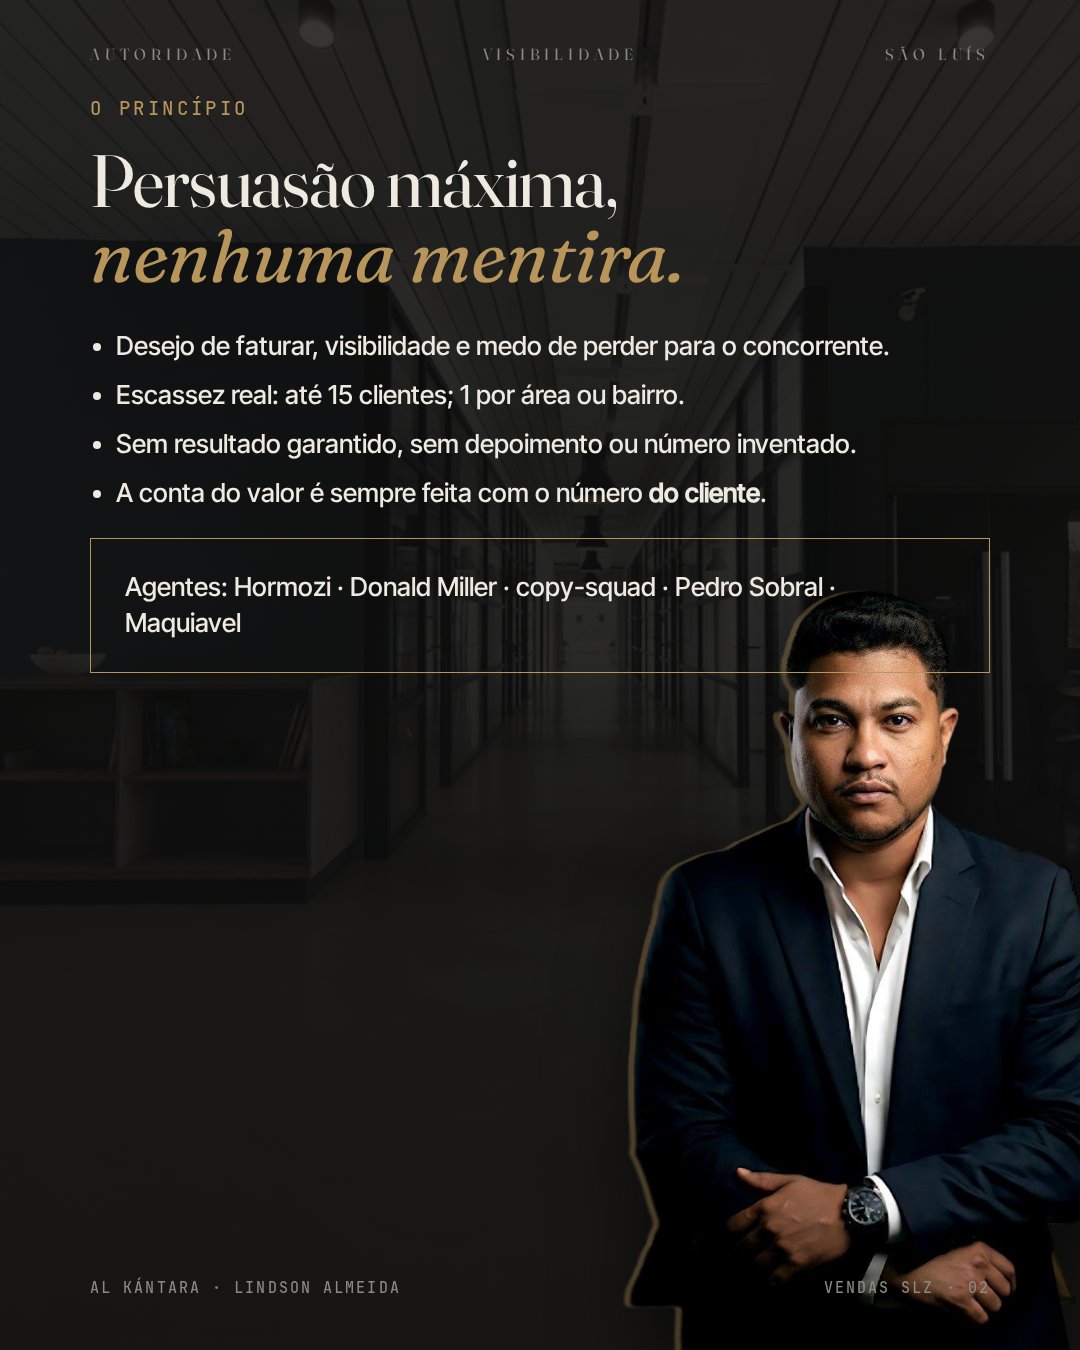 AUTORIDADE VISIBILIDADE SÃO LUÍS
O PRINCÍPIO
Persuasão máxima,
nenhuma mentira.
• Desejo de faturar, visibilidade e medo de perder para o concorrente.
• Escassez real: até 15 clientes; 1 por área ou bairro.
• Sem resultado garantido, sem depoimento ou número inventado.
• A conta do valor é sempre feita com o número do cliente.
Agentes: Hormozi · Donald Miller · copy-squad · Pedro Sobral ·
Maquiavel
AL KÁNTARA · LINDSON ALMEIDA VENDAS SLZ · 02